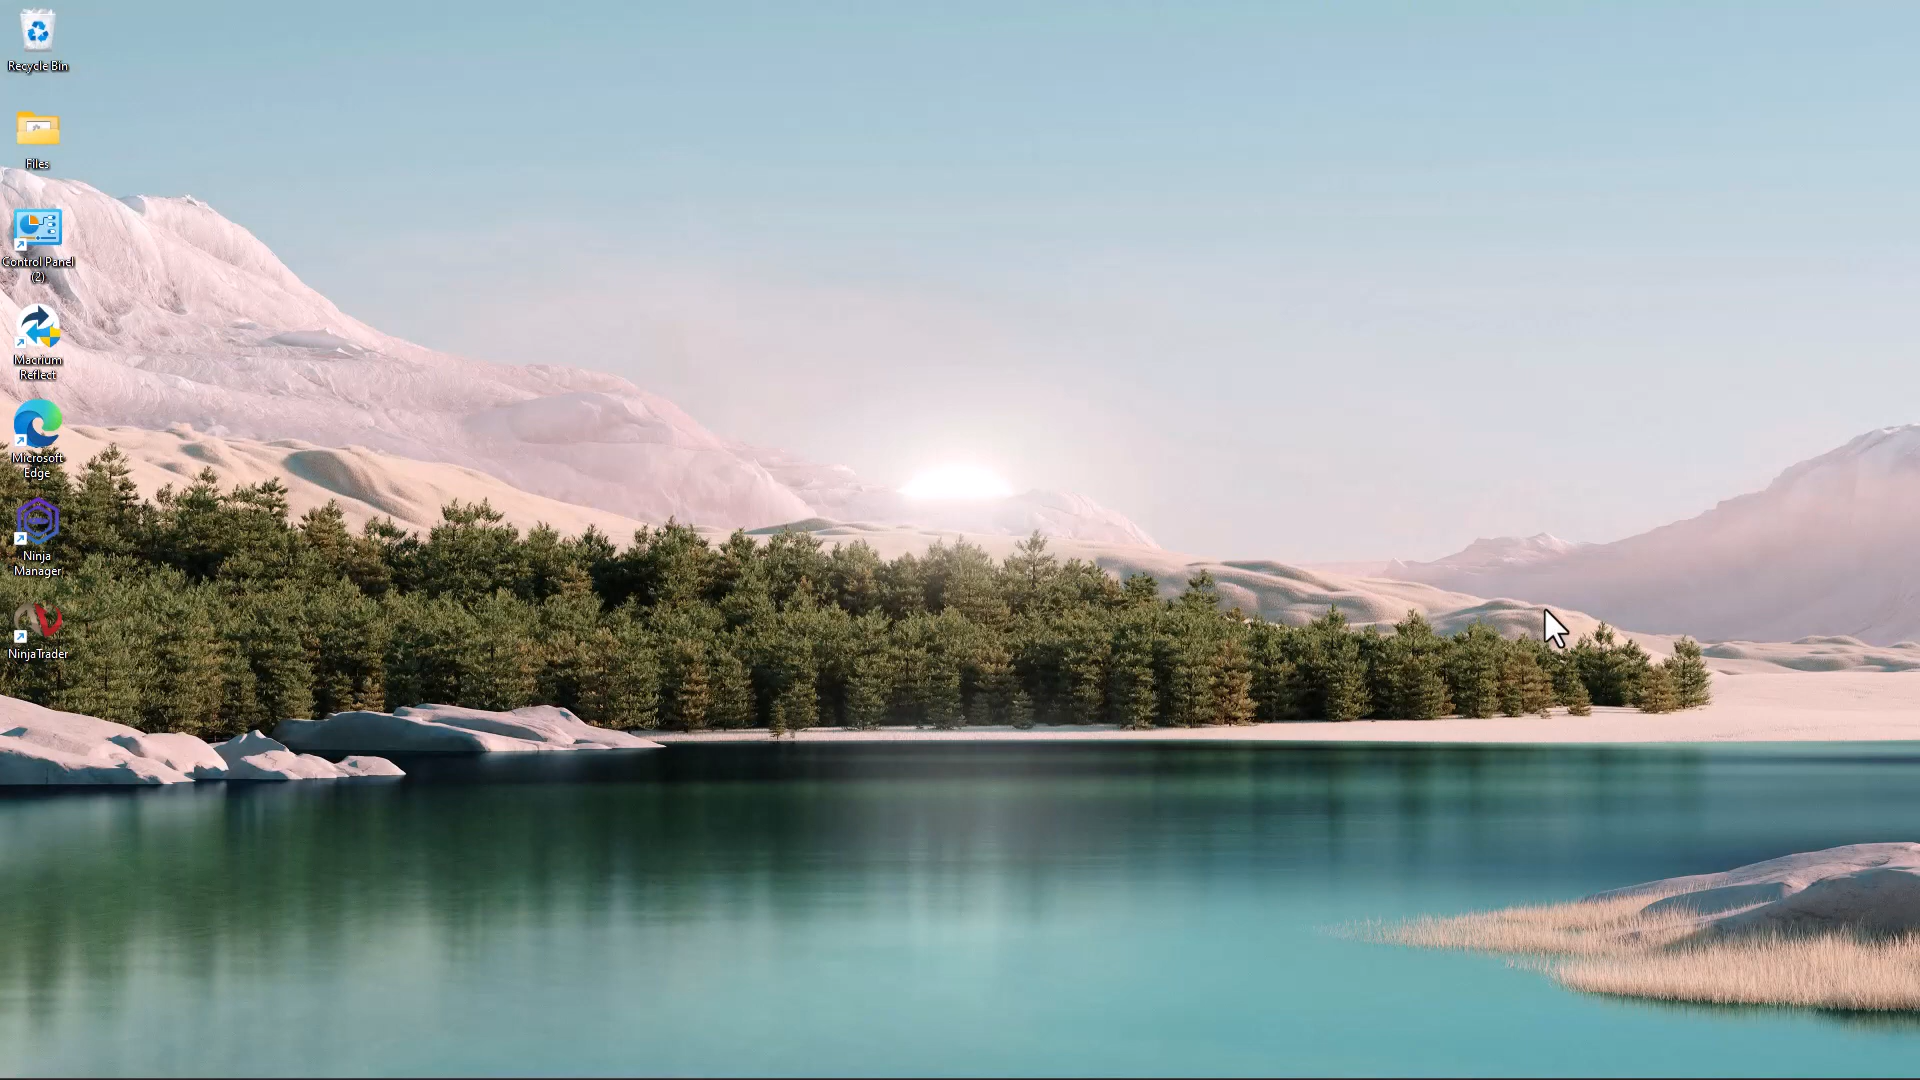 Recycle Bin
Files
Control Panel
(2)
Macrium
Reflect
Microsoft
Edge
Ninja
Manager
NinjaTrader